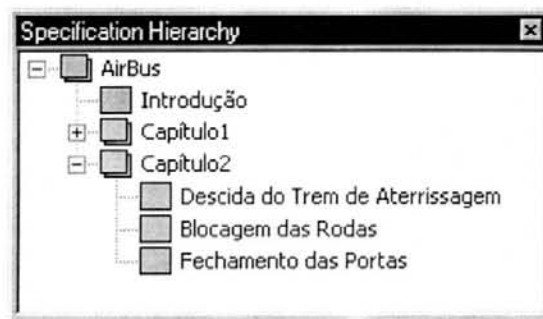 Specification Hierarchy
AirBus
Introdução
Capítulo1
Capítulo2
Descida do Trem de Aterrissagem
Blocagem das Rodas
Fechamento das Portas